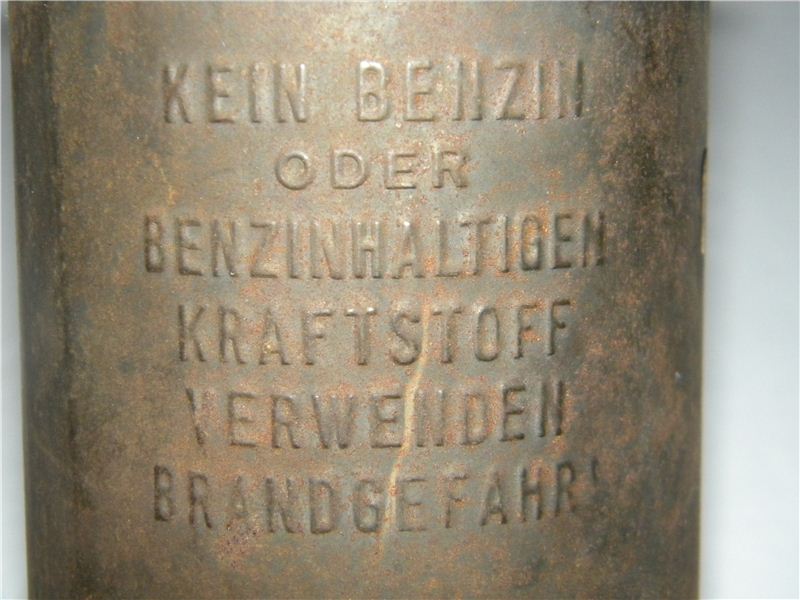 KEIN BENZIN
ODER
BENZINHALTIGEN
KRAFTSTOFF
VERWENDEN
BRANDGEFAHR!